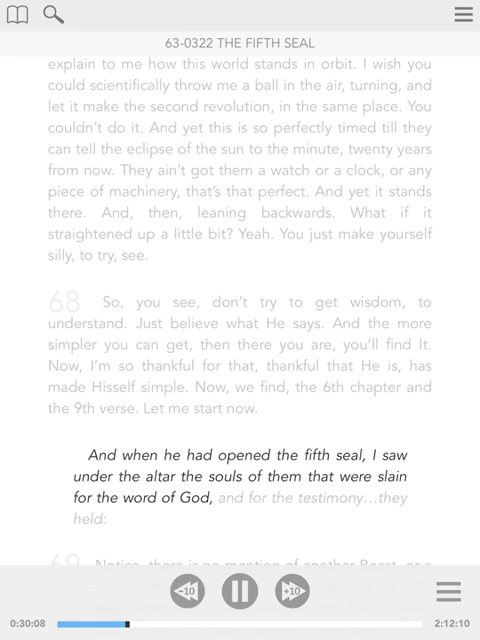 63-0322 THE FIFTH SEAL
explain to me how this world stands in orbit. I wish you
could scientifically throw me a ball in the air, turning, and
let it make the second revolution, in the same place. You
couldn't do it. And yet this is so perfectly timed till they
can tell the eclipse of the sun to the minute, twenty years
from now. They ain't got them a watch or a clock, or any
piece of machinery, that's that perfect. And yet it stands
there. And, then, leaning backwards. What if it
straightened up a little bit? Yeah. You just make yourself
silly, to try, see.
68 So, you see, don't try to get wisdom, to
understand. Just believe what He says. And the more
simpler you can get, then there you are, you'll find It.
Now, I'm so thankful for that, thankful that He is, has
made Hisself simple. Now, we find, the 6th chapter and
the 9th verse. Let me start now.
And when he had opened the fifth seal, I saw
under the altar the souls of them that were slain
for the word of God, and for the testimony…they
held:
69 Notice, there is no mention of another Beast, or a
-10
+10
0:30:08
2:12:10